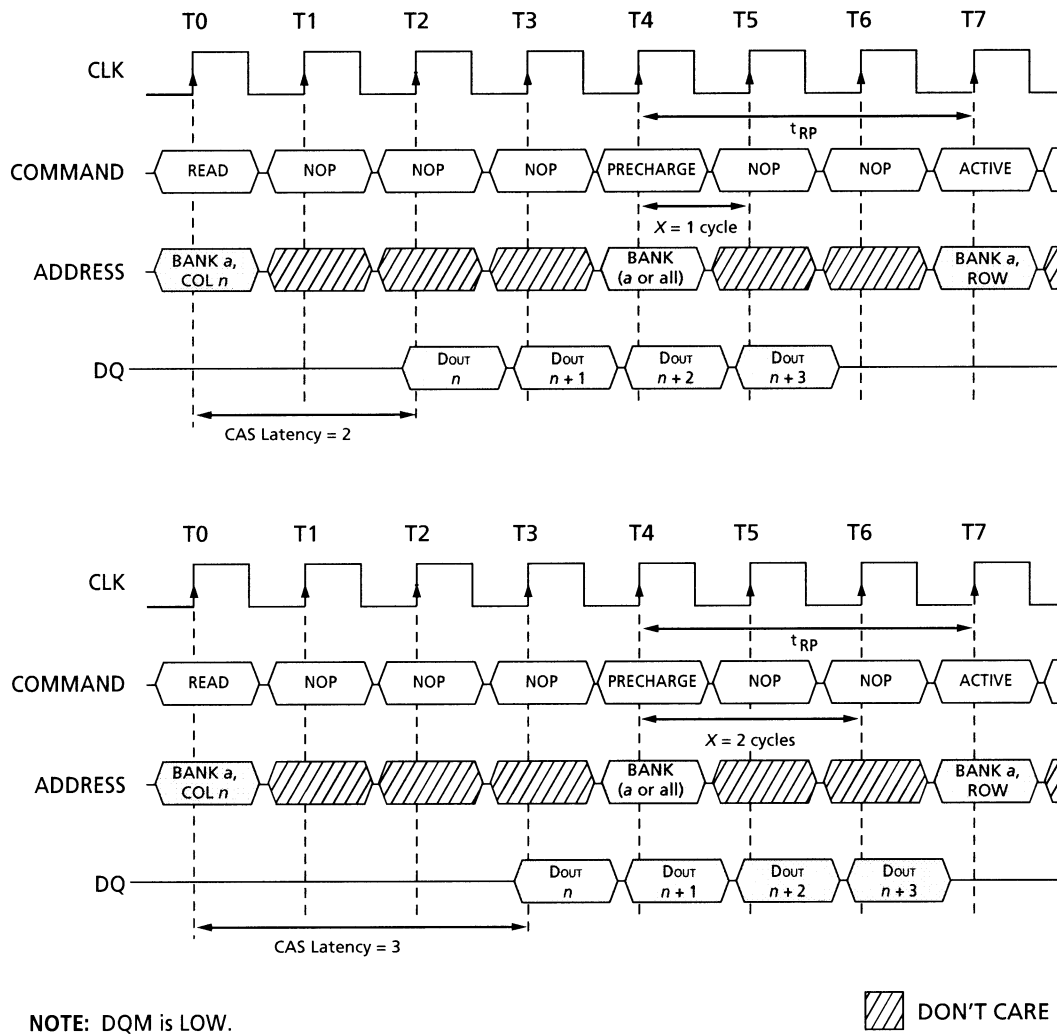 T0 T1 T2 T3 T4 T5 T6 T7
CLK
tRP
COMMAND READ NOP NOP NOP PRECHARGE NOP NOP ACTIVE
X = 1 cycle
ADDRESS BANK a, COL n BANK (a or all) BANK a, ROW
DQ DOUT n DOUT n + 1 DOUT n + 2 DOUT n + 3
CAS Latency = 2
T0 T1 T2 T3 T4 T5 T6 T7
CLK
tRP
COMMAND READ NOP NOP NOP PRECHARGE NOP NOP ACTIVE
X = 2 cycles
ADDRESS BANK a, COL n BANK (a or all) BANK a, ROW
DQ DOUT n DOUT n + 1 DOUT n + 2 DOUT n + 3
CAS Latency = 3
NOTE: DQM is LOW.
DON'T CARE